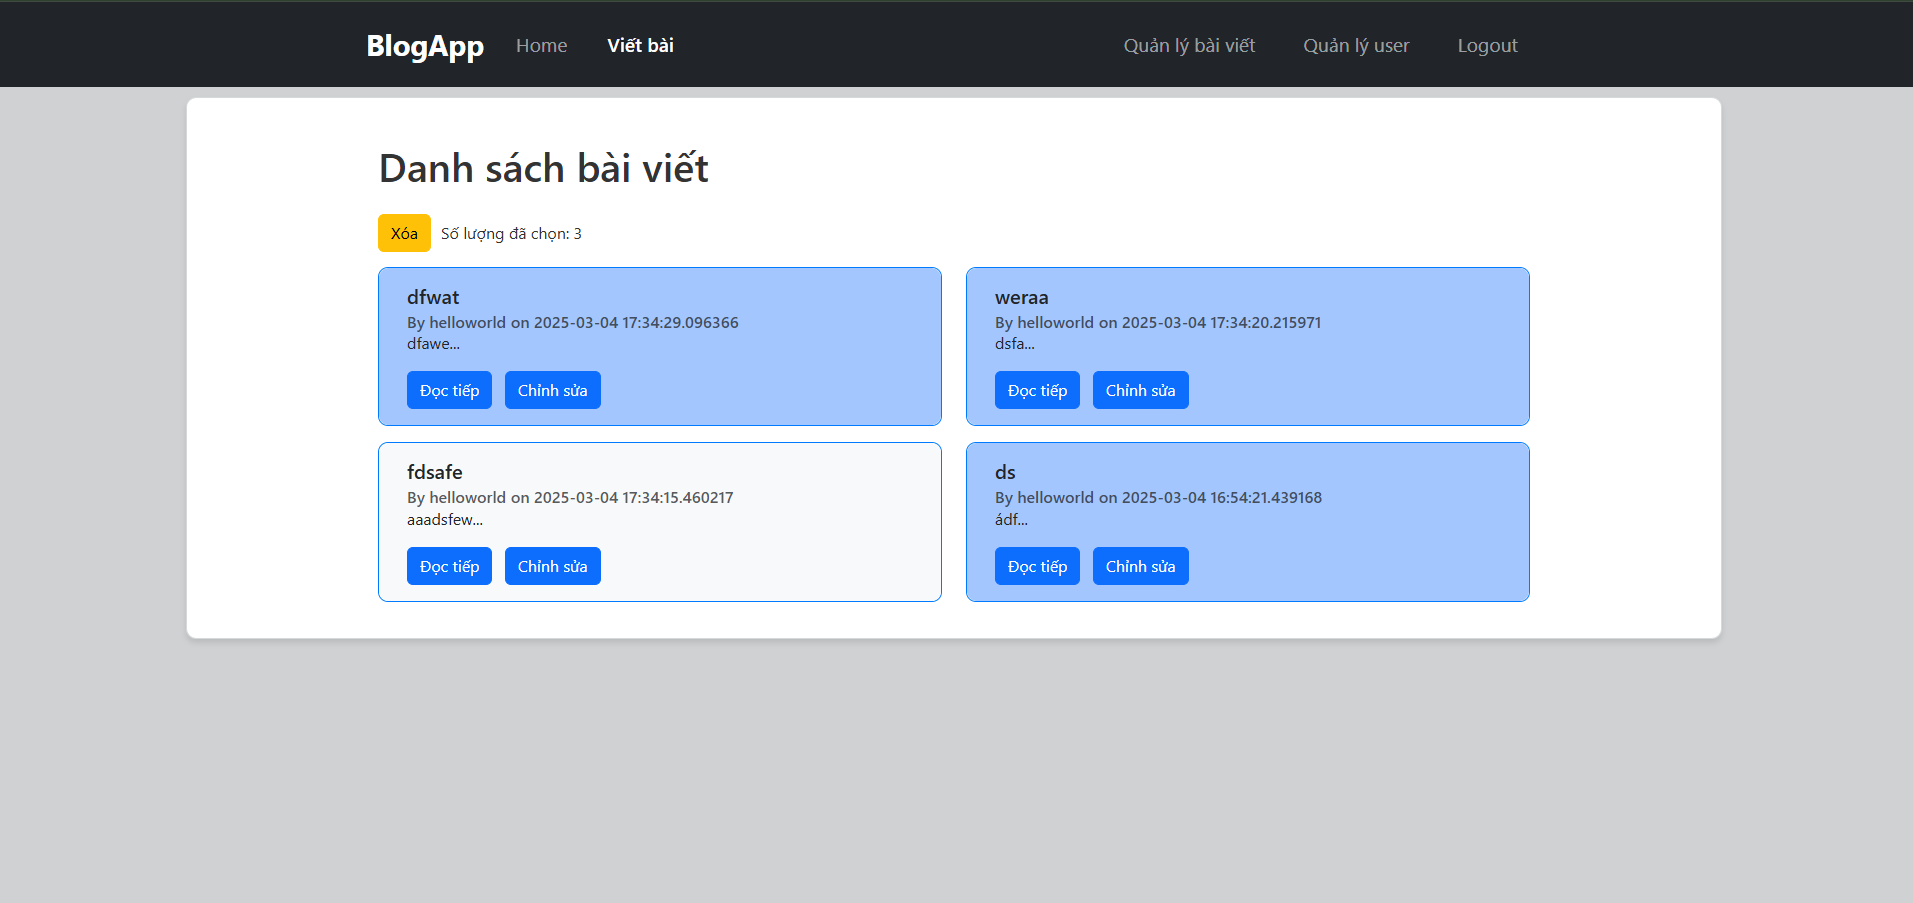 BlogApp Home Viết bài Quản lý bài viết Quản lý user Logout
Danh sách bài viết
Xóa Số lượng đã chọn: 3
dfwat
By helloworld on 2025-03-04 17:34:29.096366
dfawe...
Đọc tiếp Chỉnh sửa
weraa
By helloworld on 2025-03-04 17:34:20.215971
dsfa...
Đọc tiếp Chỉnh sửa
fdsafe
By helloworld on 2025-03-04 17:34:15.460217
aaadsfew...
Đọc tiếp Chỉnh sửa
ds
By helloworld on 2025-03-04 16:54:21.439168
ádf...
Đọc tiếp Chỉnh sửa